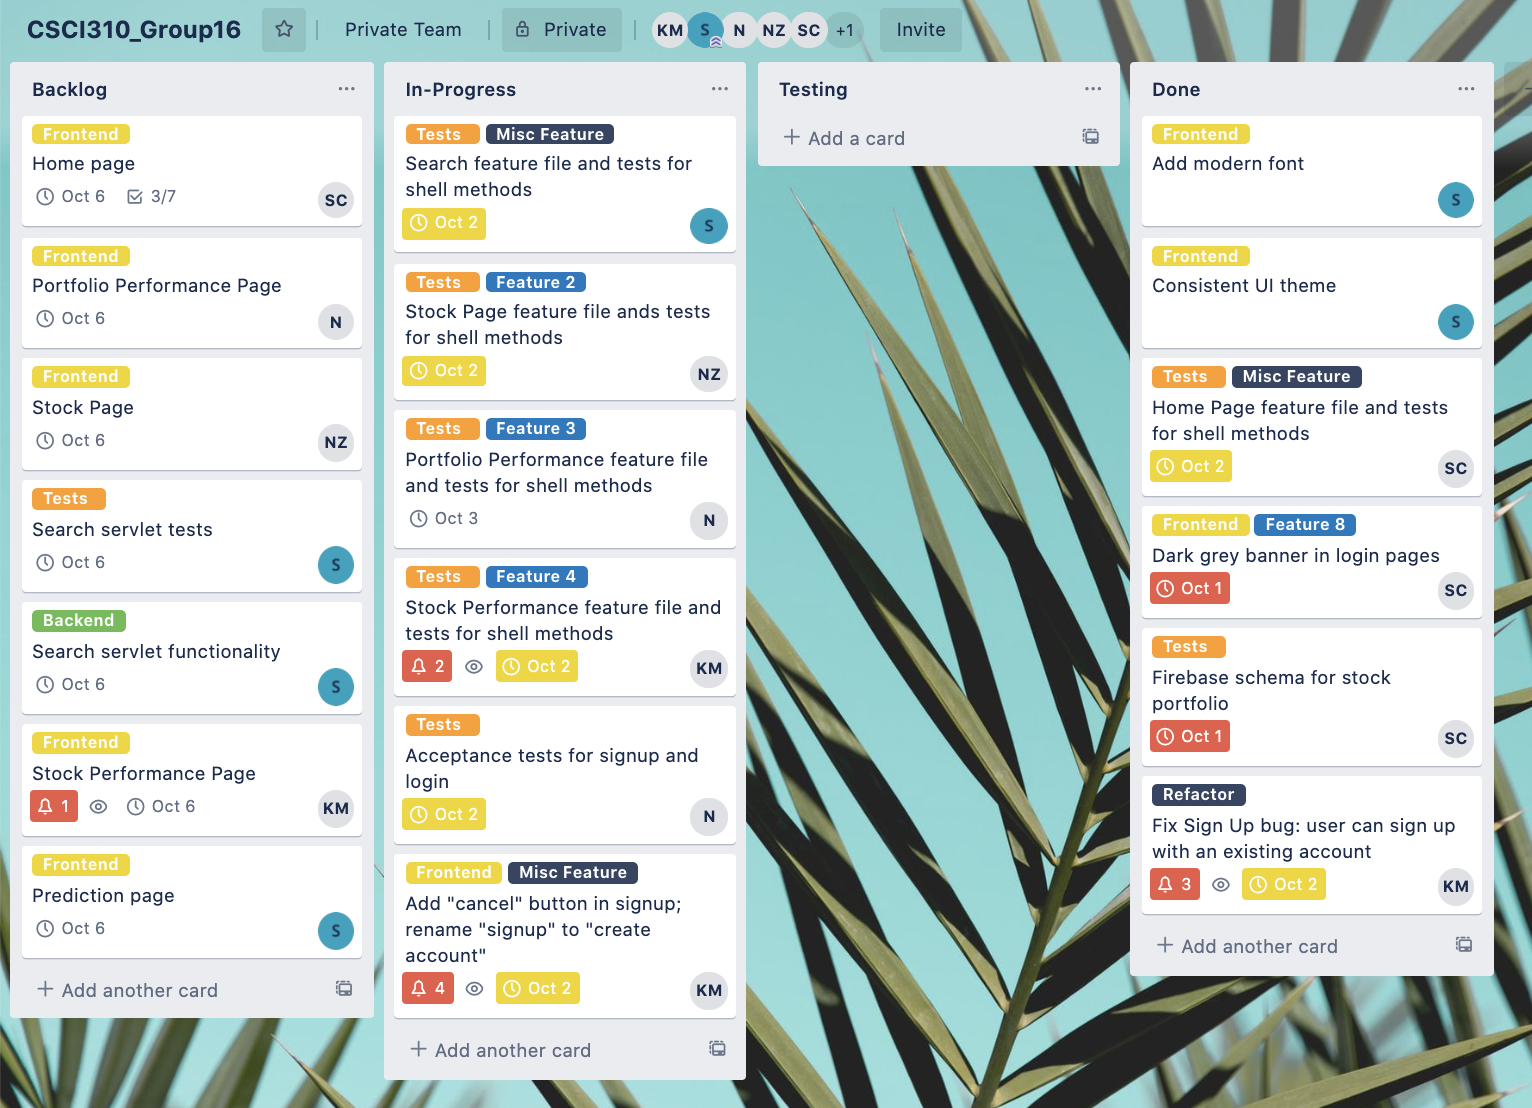 CSCI310_Group16
Private Team
Private
KM S N NZ SC +1
Invite
Backlog
Frontend
Home page
Oct 6 3/7
SC
Frontend
Portfolio Performance Page
Oct 6
N
Frontend
Stock Page
Oct 6
NZ
Tests
Search servlet tests
Oct 6
S
Backend
Search servlet functionality
Oct 6
S
Frontend
Stock Performance Page
1 Oct 6
KM
Frontend
Prediction page
Oct 6
S
+ Add another card
In-Progress
Tests Misc Feature
Search feature file and tests for
shell methods
Oct 2
S
Tests Feature 2
Stock Page feature file ands tests
for shell methods
Oct 2
NZ
Tests Feature 3
Portfolio Performance feature file
and tests for shell methods
Oct 3
N
Tests Feature 4
Stock Performance feature file and
tests for shell methods
2 Oct 2
KM
Tests
Acceptance tests for signup and
login
Oct 2
N
Frontend Misc Feature
Add "cancel" button in signup;
rename "signup" to "create
account"
4 Oct 2
KM
+ Add another card
Testing
+ Add a card
Done
Frontend
Add modern font
S
Frontend
Consistent UI theme
S
Tests Misc Feature
Home Page feature file and tests
for shell methods
Oct 2
SC
Frontend Feature 8
Dark grey banner in login pages
Oct 1
SC
Tests
Firebase schema for stock
portfolio
Oct 1
SC
Refactor
Fix Sign Up bug: user can sign up
with an existing account
3 Oct 2
KM
+ Add another card